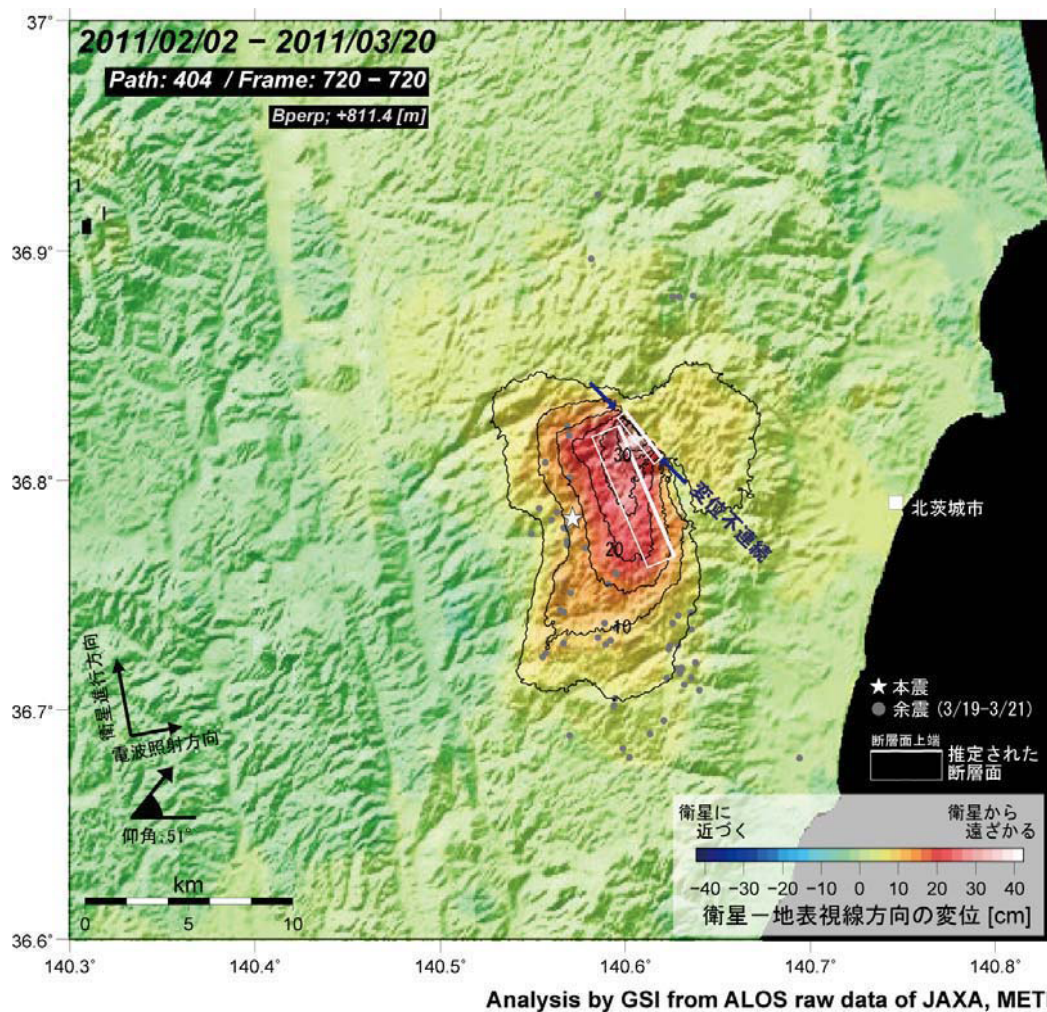 37°
2011/02/02 − 2011/03/20
Path: 404 / Frame: 720 − 720
Bperp; +811.4 [m]
36.9°
30
36.8°
変位不連続
北茨城市
20
10
36.7°
衛星進行方向
電波照射方向
仰角:51°
本震
余震 (3/19-3/21)
断層面上端
推定された
断層面
衛星に
近づく
衛星から
遠ざかる
−40 −30 −20 −10 0 10 20 30 40
衛星－地表視線方向の変位 [cm]
km
0 5 10
36.6°
140.3° 140.4° 140.5° 140.6° 140.7° 140.8°
Analysis by GSI from ALOS raw data of JAXA, METI